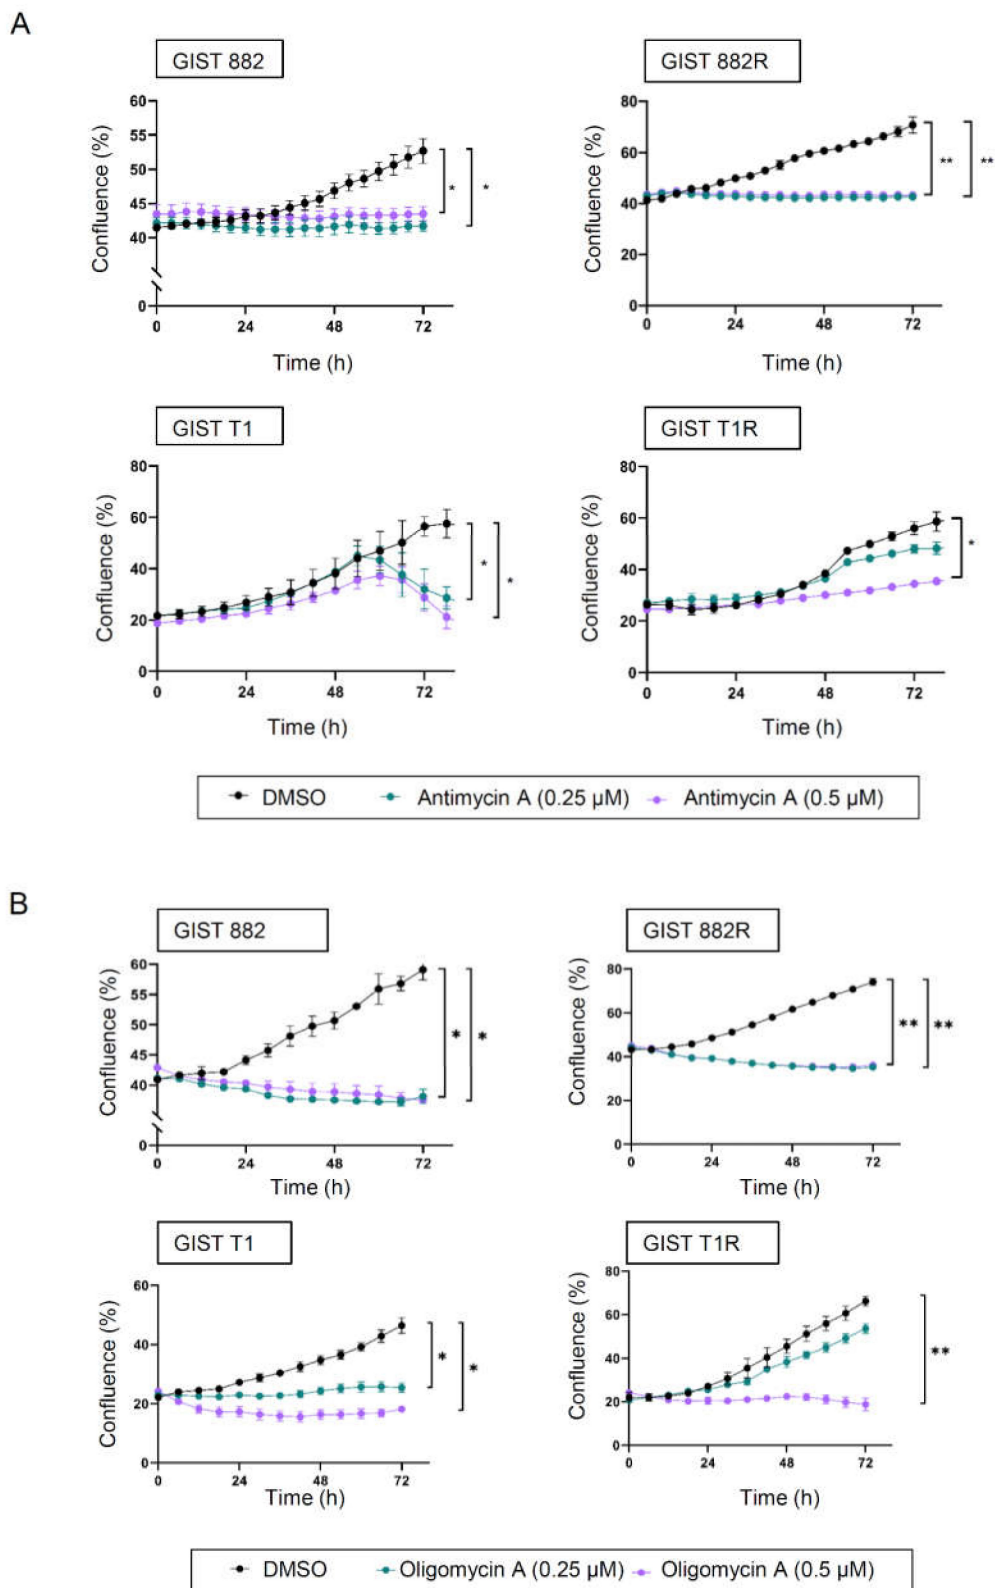 A
GIST 882
GIST 882R
Confluence (%)
60
55
50
45
40
0
0 24 48 72
Time (h)
* *
Confluence (%)
80
60
40
20
0
0 24 48 72
Time (h)
** **
GIST T1
GIST T1R
Confluence (%)
80
60
40
20
0
0 24 48 72
Time (h)
* *
Confluence (%)
80
60
40
20
0
0 24 48 72
Time (h)
*
DMSO Antimycin A (0.25 µM) Antimycin A (0.5 µM)
B
GIST 882
GIST 882R
Confluence (%)
60
55
50
45
40
0
0 24 48 72
Time (h)
* *
Confluence (%)
80
60
40
20
0
0 24 48 72
Time (h)
** **
GIST T1
GIST T1R
Confluence (%)
60
40
20
0
0 24 48 72
Time (h)
* *
Confluence (%)
80
60
40
20
0
0 24 48 72
Time (h)
**
DMSO Oligomycin A (0.25 µM) Oligomycin A (0.5 µM)